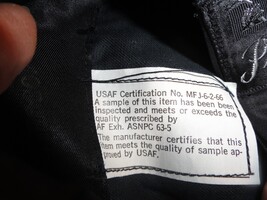 USAF Certification No. MFJ-6-2-66
A sample of this item has been been
inspected and meets or exceeds the
quality prescribed by
AF Exh. ASNPC 63-5
The manufacturer certifies that this
item meets the quality of sample ap-
proved by USAF.